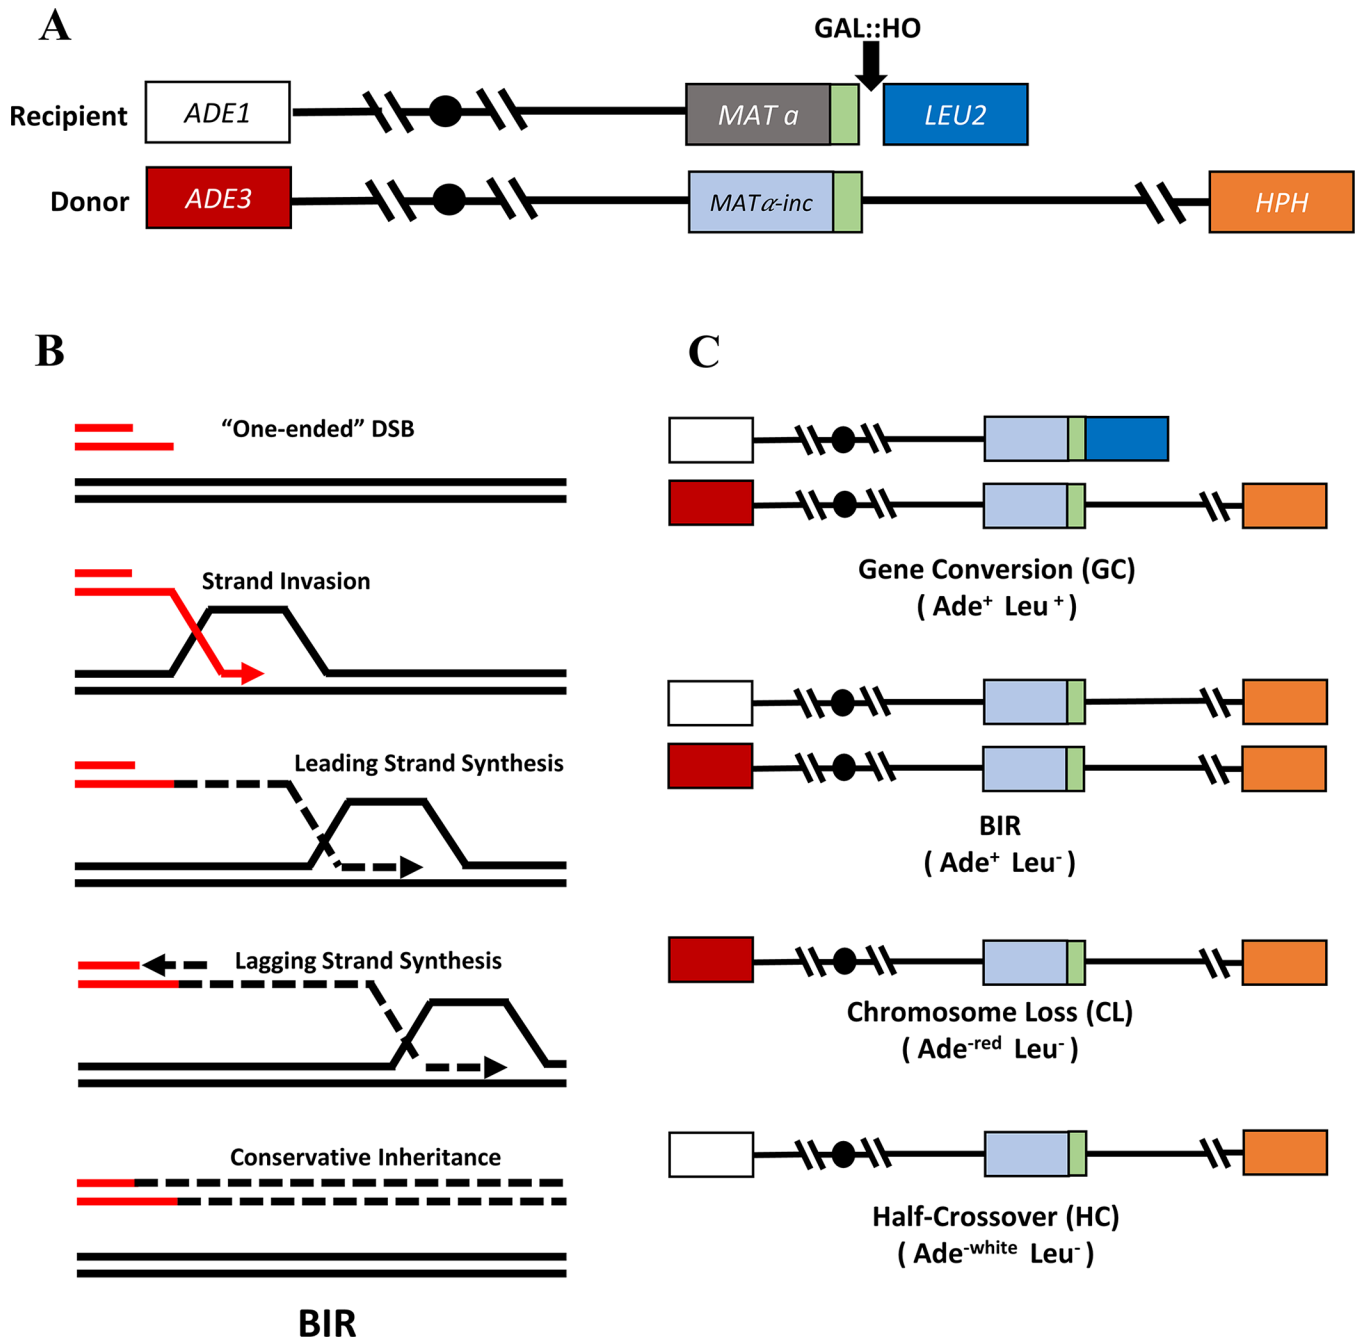 A
GAL::HO
Recipient
ADE1
MAT a
LEU2
Donor
ADE3
MATα-inc
HPH
B
"One-ended" DSB
Strand Invasion
Leading Strand Synthesis
Lagging Strand Synthesis
Conservative Inheritance
BIR
C
Gene Conversion (GC)
( Ade⁺ Leu ⁺ )
BIR
( Ade⁺ Leu⁻ )
Chromosome Loss (CL)
( Ade⁻ʳᵉᵈ Leu⁻ )
Half-Crossover (HC)
( Ade⁻ʷʰⁱᵗᵉ Leu⁻ )